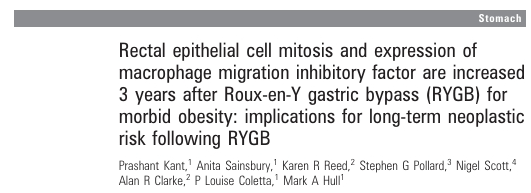 Stomach
Rectal epithelial cell mitosis and expression of
macrophage migration inhibitory factor are increased
3 years after Roux-en-Y gastric bypass (RYGB) for
morbid obesity: implications for long-term neoplastic
risk following RYGB
Prashant Kant,1 Anita Sainsbury,1 Karen R Reed,2 Stephen G Pollard,3 Nigel Scott,4
Alan R Clarke,2 P Louise Coletta,1 Mark A Hull1